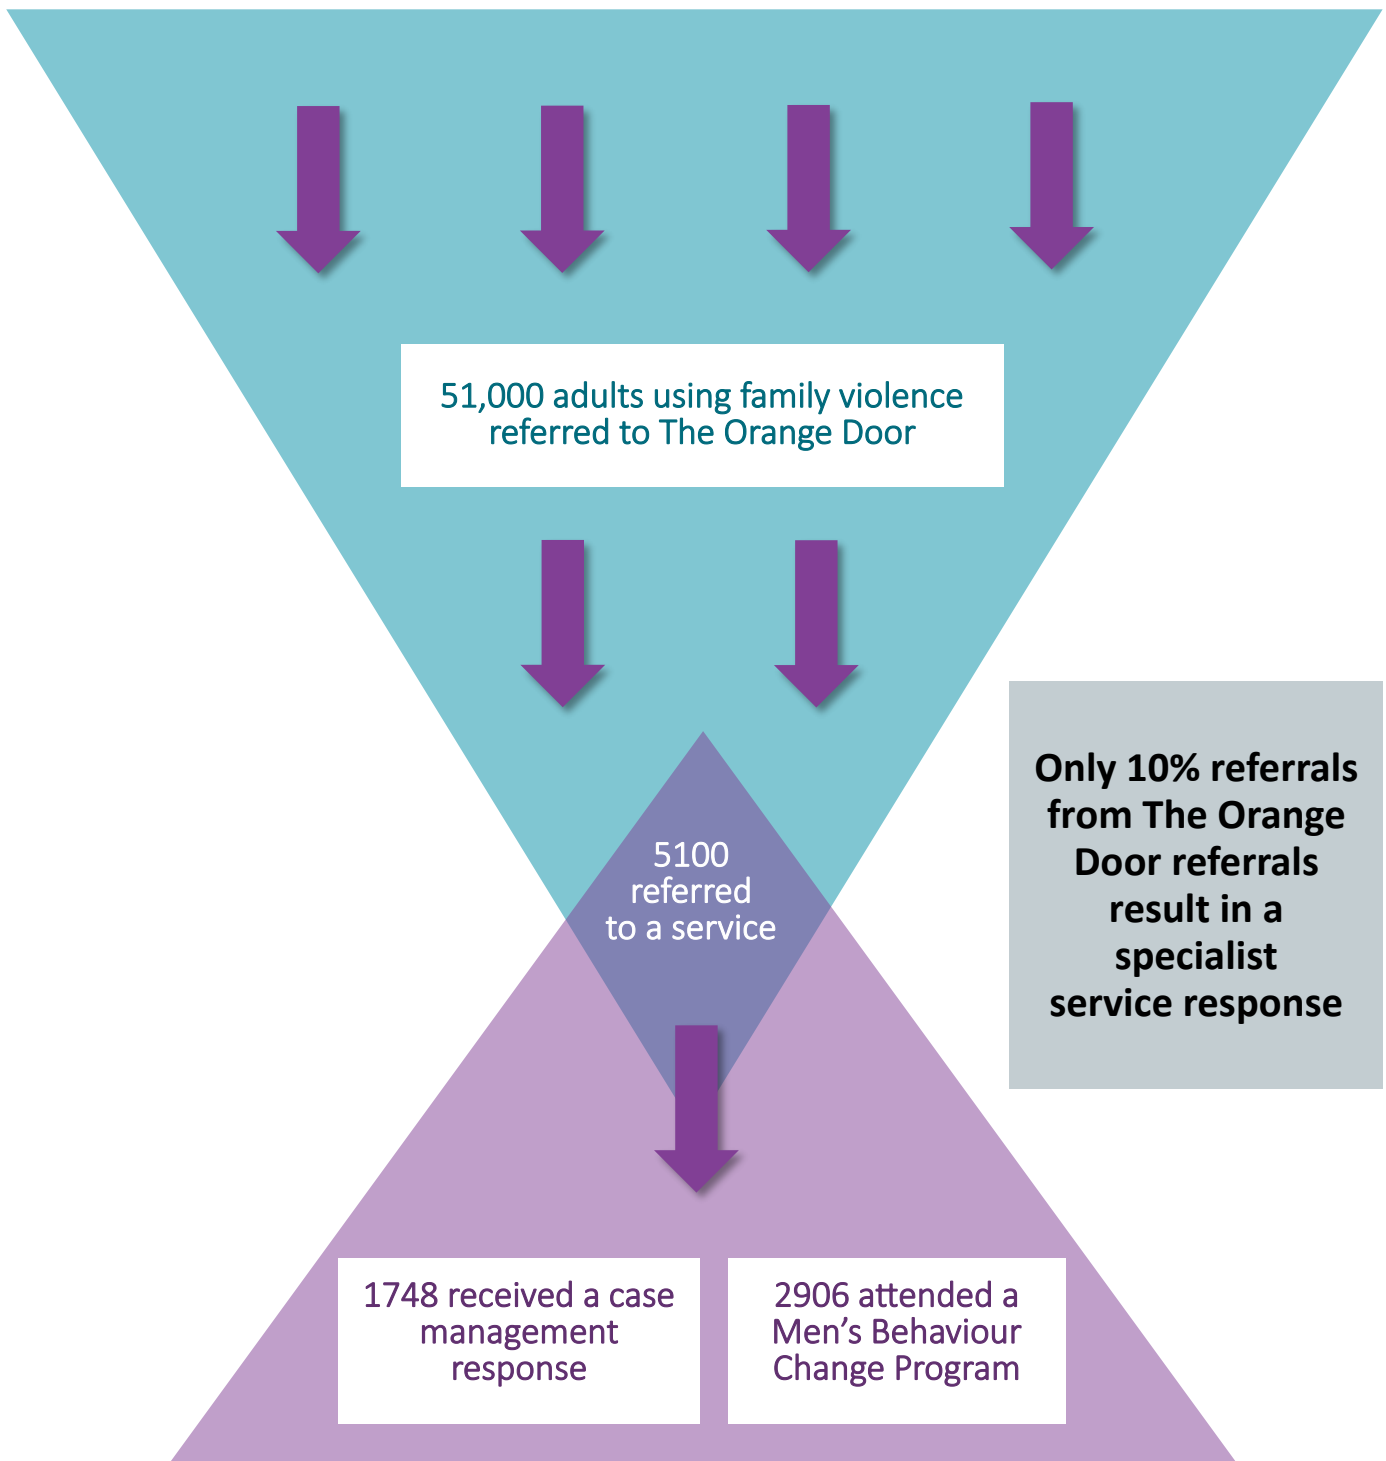 51,000 adults using family violence
referred to The Orange Door
5100
referred
to a service
Only 10% referrals
from The Orange
Door referrals
result in a
specialist
service response
1748 received a case
management
response
2906 attended a
Men’s Behaviour
Change Program